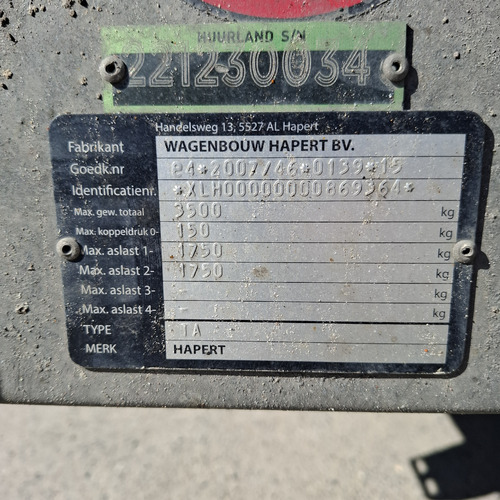 HUURLAND S/N
221230034
Handelsweg 13, 5527 AL Hapert
Fabrikant WAGENBOUW HAPERT BV.
Goedk.nr e4*2007/46*0139*15
Identificatienr. *XLH00000000869364*
Max. gew. totaal 3500 kg
Max. koppeldruk 0- 150 kg
Max. aslast 1- 1750 kg
Max. aslast 2- 1750 kg
Max. aslast 3- - kg
Max. aslast 4- - kg
TYPE 1A
MERK HAPERT